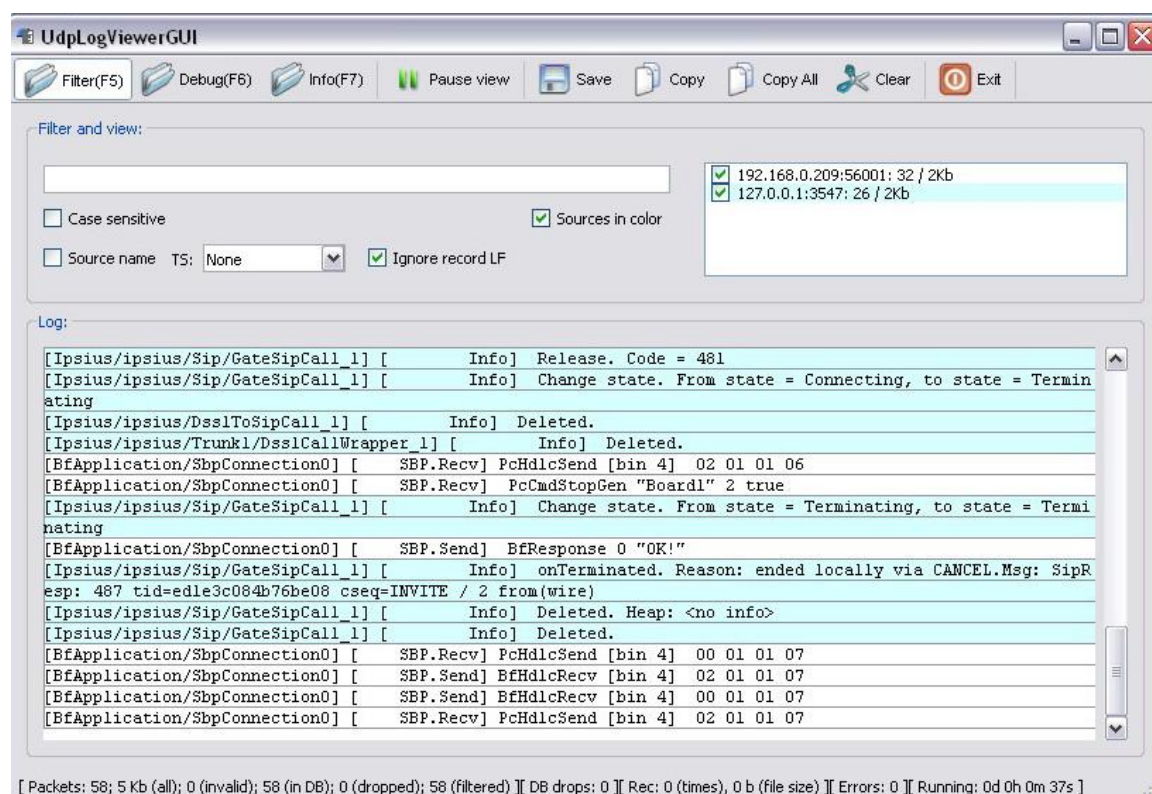 UdpLogViewerGUI
Filter(F5) Debug(F6) Info(F7) Pause view Save Copy Copy All Clear Exit
Filter and view:
192.168.0.209:56001: 32 / 2Kb
127.0.0.1:3547: 26 / 2Kb
Case sensitive Sources in color
Source name TS: None Ignore record LF
Log:
[Ipsius/ipsius/Sip/GateSipCall_1] [ Info] Release. Code = 481
[Ipsius/ipsius/Sip/GateSipCall_1] [ Info] Change state. From state = Connecting, to state = Termin
ating
[Ipsius/ipsius/DsslToSipCall_1] [ Info] Deleted.
[Ipsius/ipsius/Trunk1/DsslCallWrapper_1] [ Info] Deleted.
[BfApplication/SbpConnection0] [ SBP.Recv] PcHdlcSend [bin 4] 02 01 01 06
[BfApplication/SbpConnection0] [ SBP.Recv] PcCmdStopGen "Board1" 2 true
[Ipsius/ipsius/Sip/GateSipCall_1] [ Info] Change state. From state = Terminating, to state = Termi
nating
[BfApplication/SbpConnection0] [ SBP.Send] BfResponse 0 "OK!"
[Ipsius/ipsius/Sip/GateSipCall_1] [ Info] onTerminated. Reason: ended locally via CANCEL.Msg: SipR
esp: 487 tid=ed1e3c084b76be08 cseq=INVITE / 2 from(wire)
[Ipsius/ipsius/Sip/GateSipCall_1] [ Info] Deleted. Heap: <no info>
[Ipsius/ipsius/Sip/GateSipCall_1] [ Info] Deleted.
[BfApplication/SbpConnection0] [ SBP.Recv] PcHdlcSend [bin 4] 00 01 01 07
[BfApplication/SbpConnection0] [ SBP.Send] BfHdlcRecv [bin 4] 02 01 01 07
[BfApplication/SbpConnection0] [ SBP.Send] BfHdlcRecv [bin 4] 00 01 01 07
[BfApplication/SbpConnection0] [ SBP.Recv] PcHdlcSend [bin 4] 02 01 01 07
[ Packets: 58; 5 Kb (all); 0 (invalid); 58 (in DB); 0 (dropped); 58 (filtered) ][ DB drops: 0 ][ Rec: 0 (times), 0 b (file size) ][ Errors: 0 ][ Running: 0d 0h 0m 37s ]